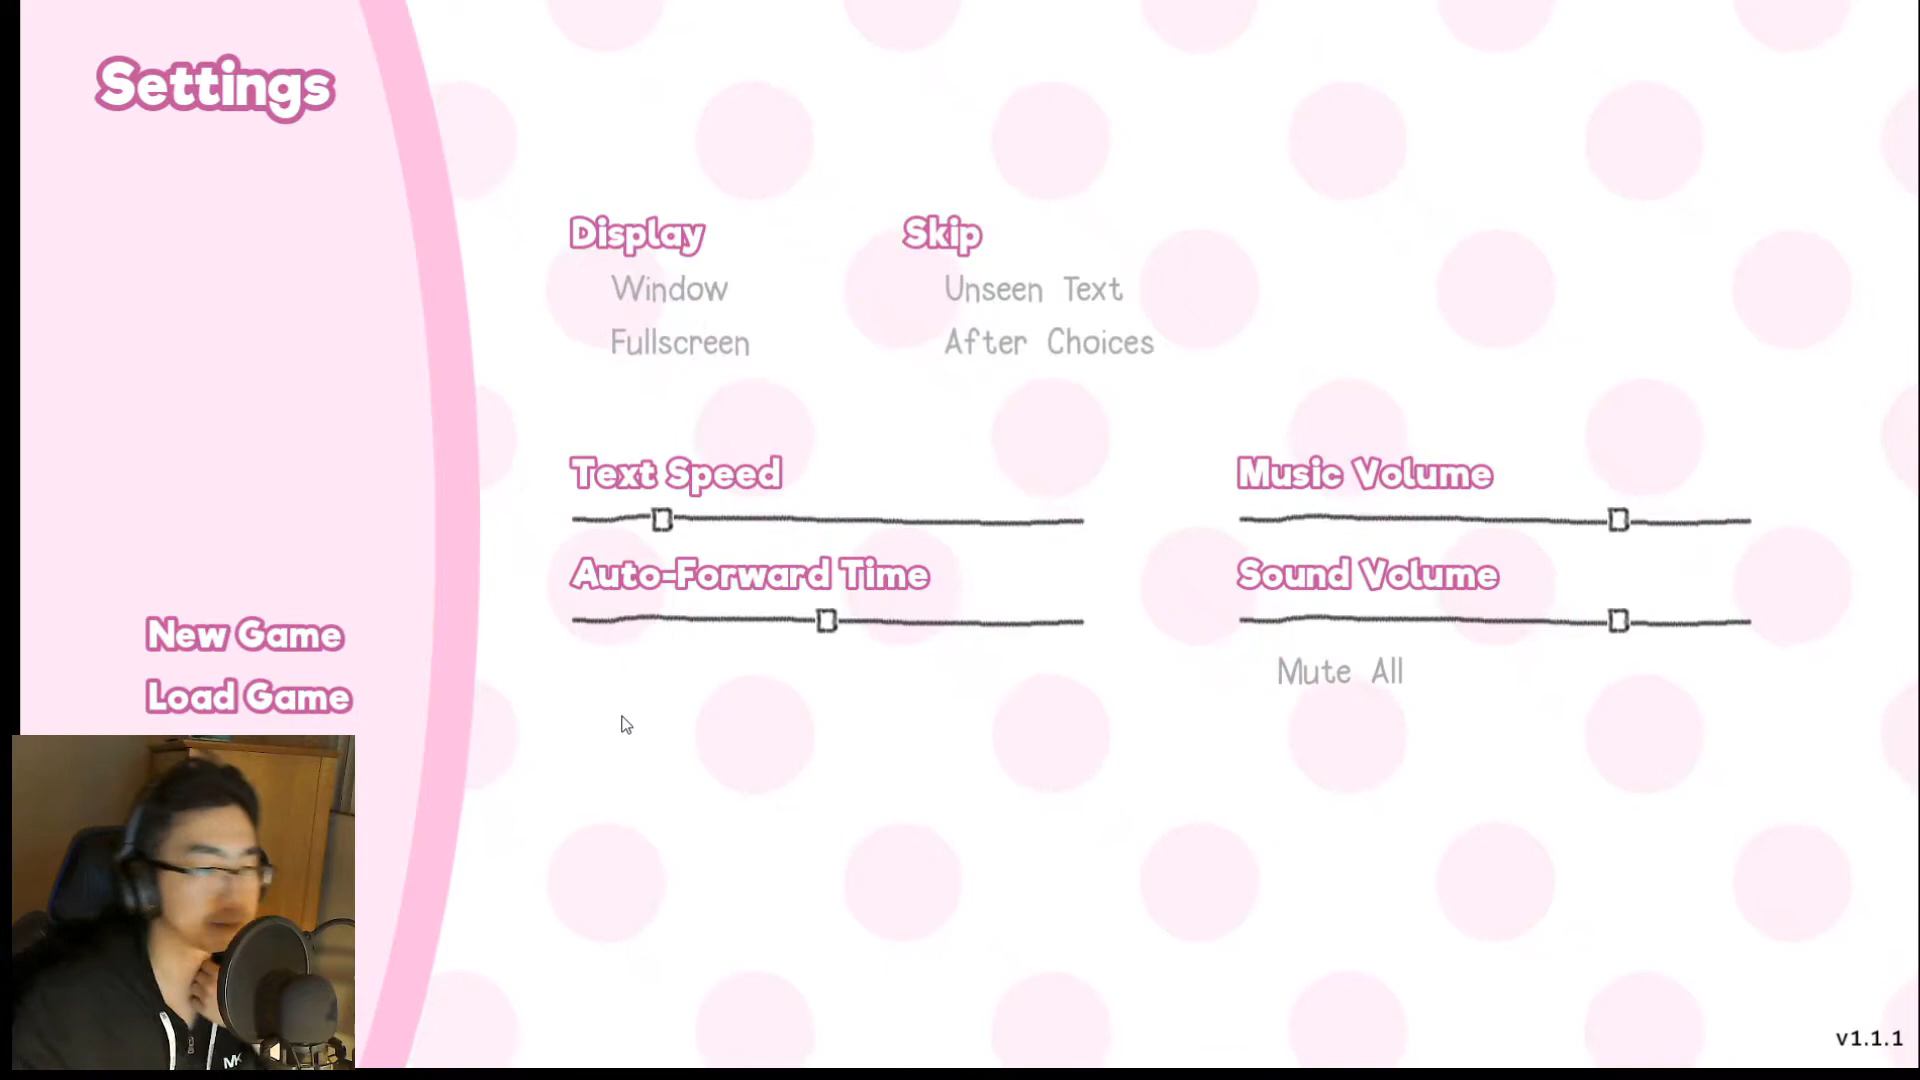 Settings
Display
Window
Fullscreen
Skip
Unseen Text
After Choices
Text Speed
Auto-Forward Time
Music Volume
Sound Volume
Mute All
New Game
Load Game
MK
v1.1.1